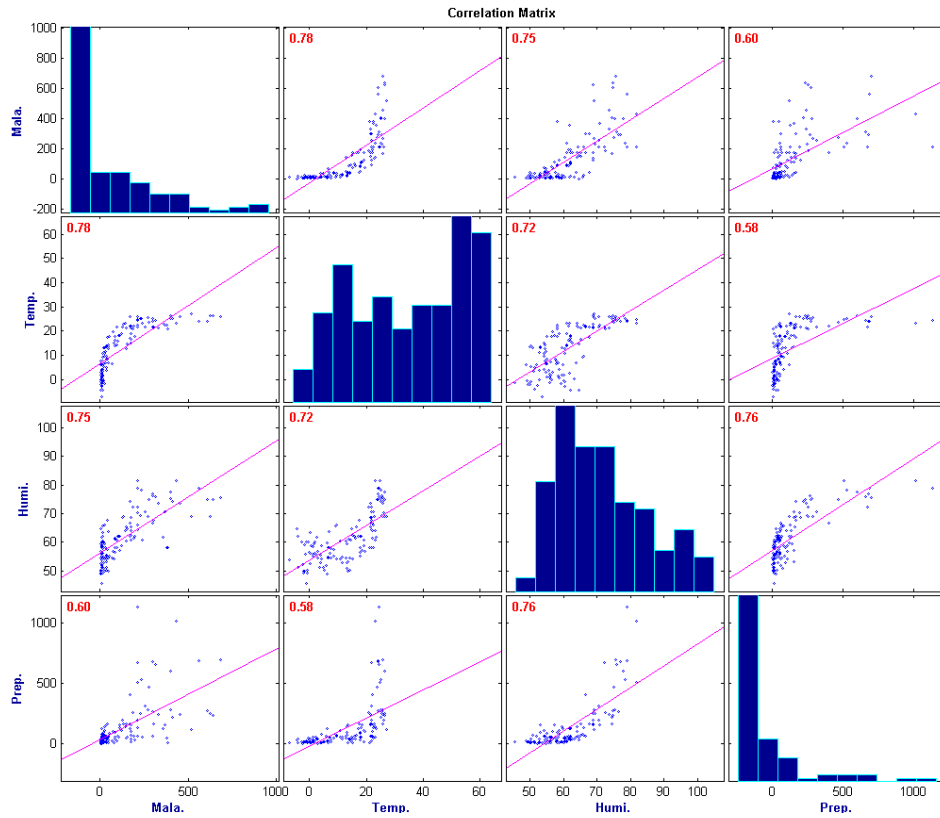 Correlation Matrix
0.78 0.75 0.60
1000
800
600
400
200
0
-200
Mala.
0.78 0.72 0.58
60
50
40
30
20
10
0
Temp.
0.75 0.72 0.76
100
90
80
70
60
50
Humi.
0.60 0.58 0.76
1000
500
0
Prep.
0 500 1000 0 20 40 60 50 60 70 80 90 100 0 500 1000
Mala. Temp. Humi. Prep.